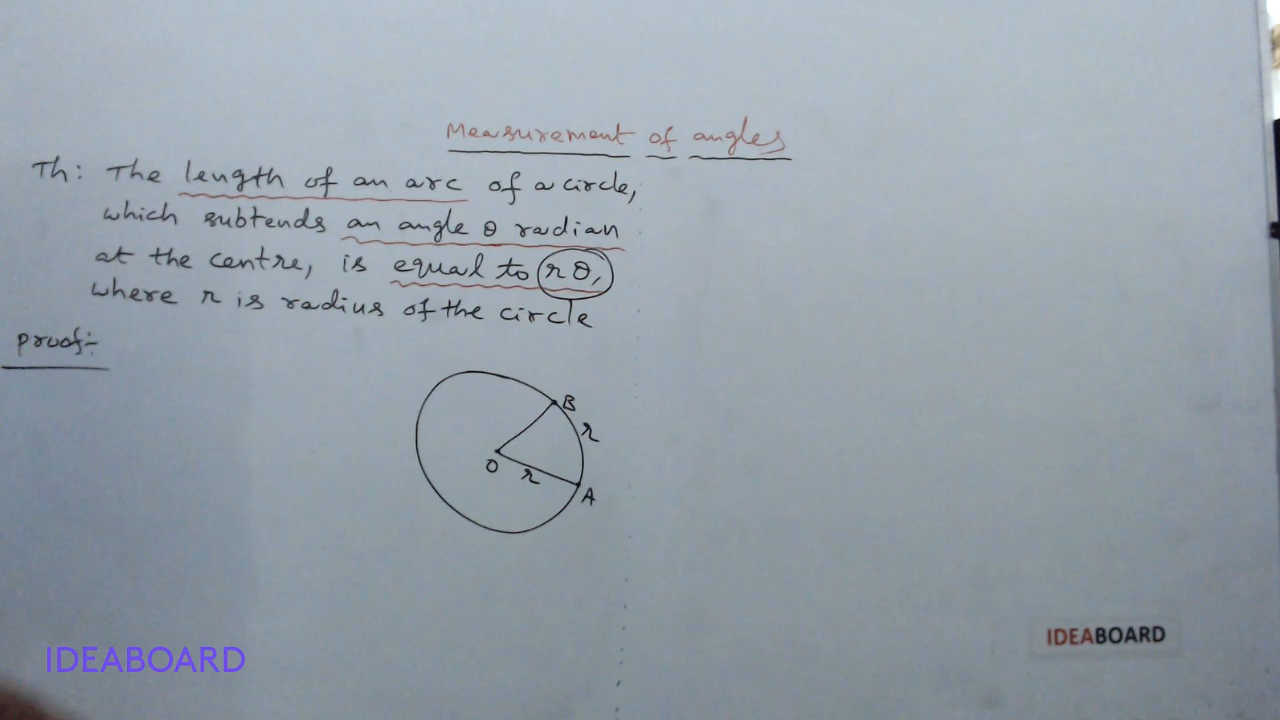 Measurement of angles
Th: The length of an arc of a circle,
which subtends an angle θ radian
at the centre, is equal to rθ,
where r is radius of the circle
Proof:-
B
r
O
r
A
IDEABOARD
IDEABOARD